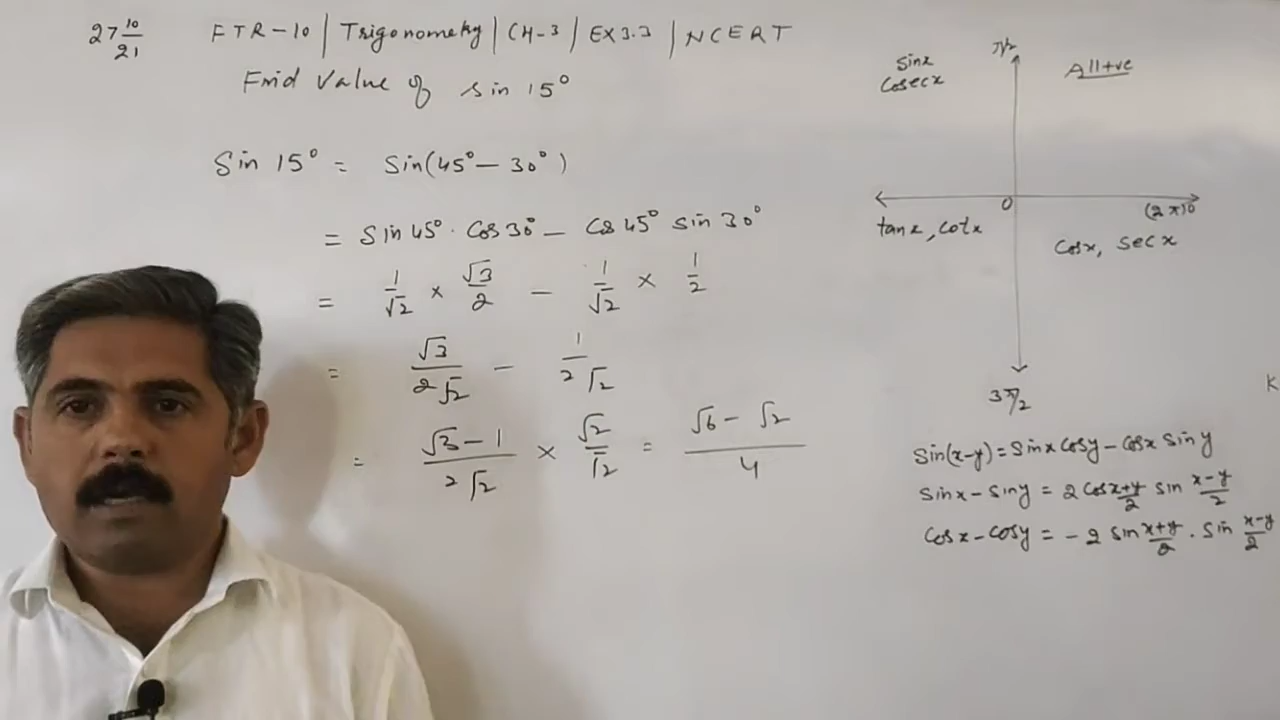 27 10/21 FTR-10 | Trigonometry | CH-3 | EX3.3 | NCERT
Find Value of sin 15°
Sin 15° = Sin(45° - 30°)
= Sin 45° · Cos 30° - Cos 45° sin 30°
= 1/√2 × √3/2 - 1/√2 × 1/2
= √3/2√2 - 1/2√2
= √3 - 1/2√2 × √2/√2 = √6 - √2/4
π/2
sinx
cosecx
All +ve
0
(2π)0
tanx, cotx
cosx, secx
3π/2
K
sin(x-y) = sinx cosy - cosx siny
sinx - siny = 2 cos x+y/2 sin x-y/2
cosx - cosy = -2 sin x+y/2 . sin x-y/2